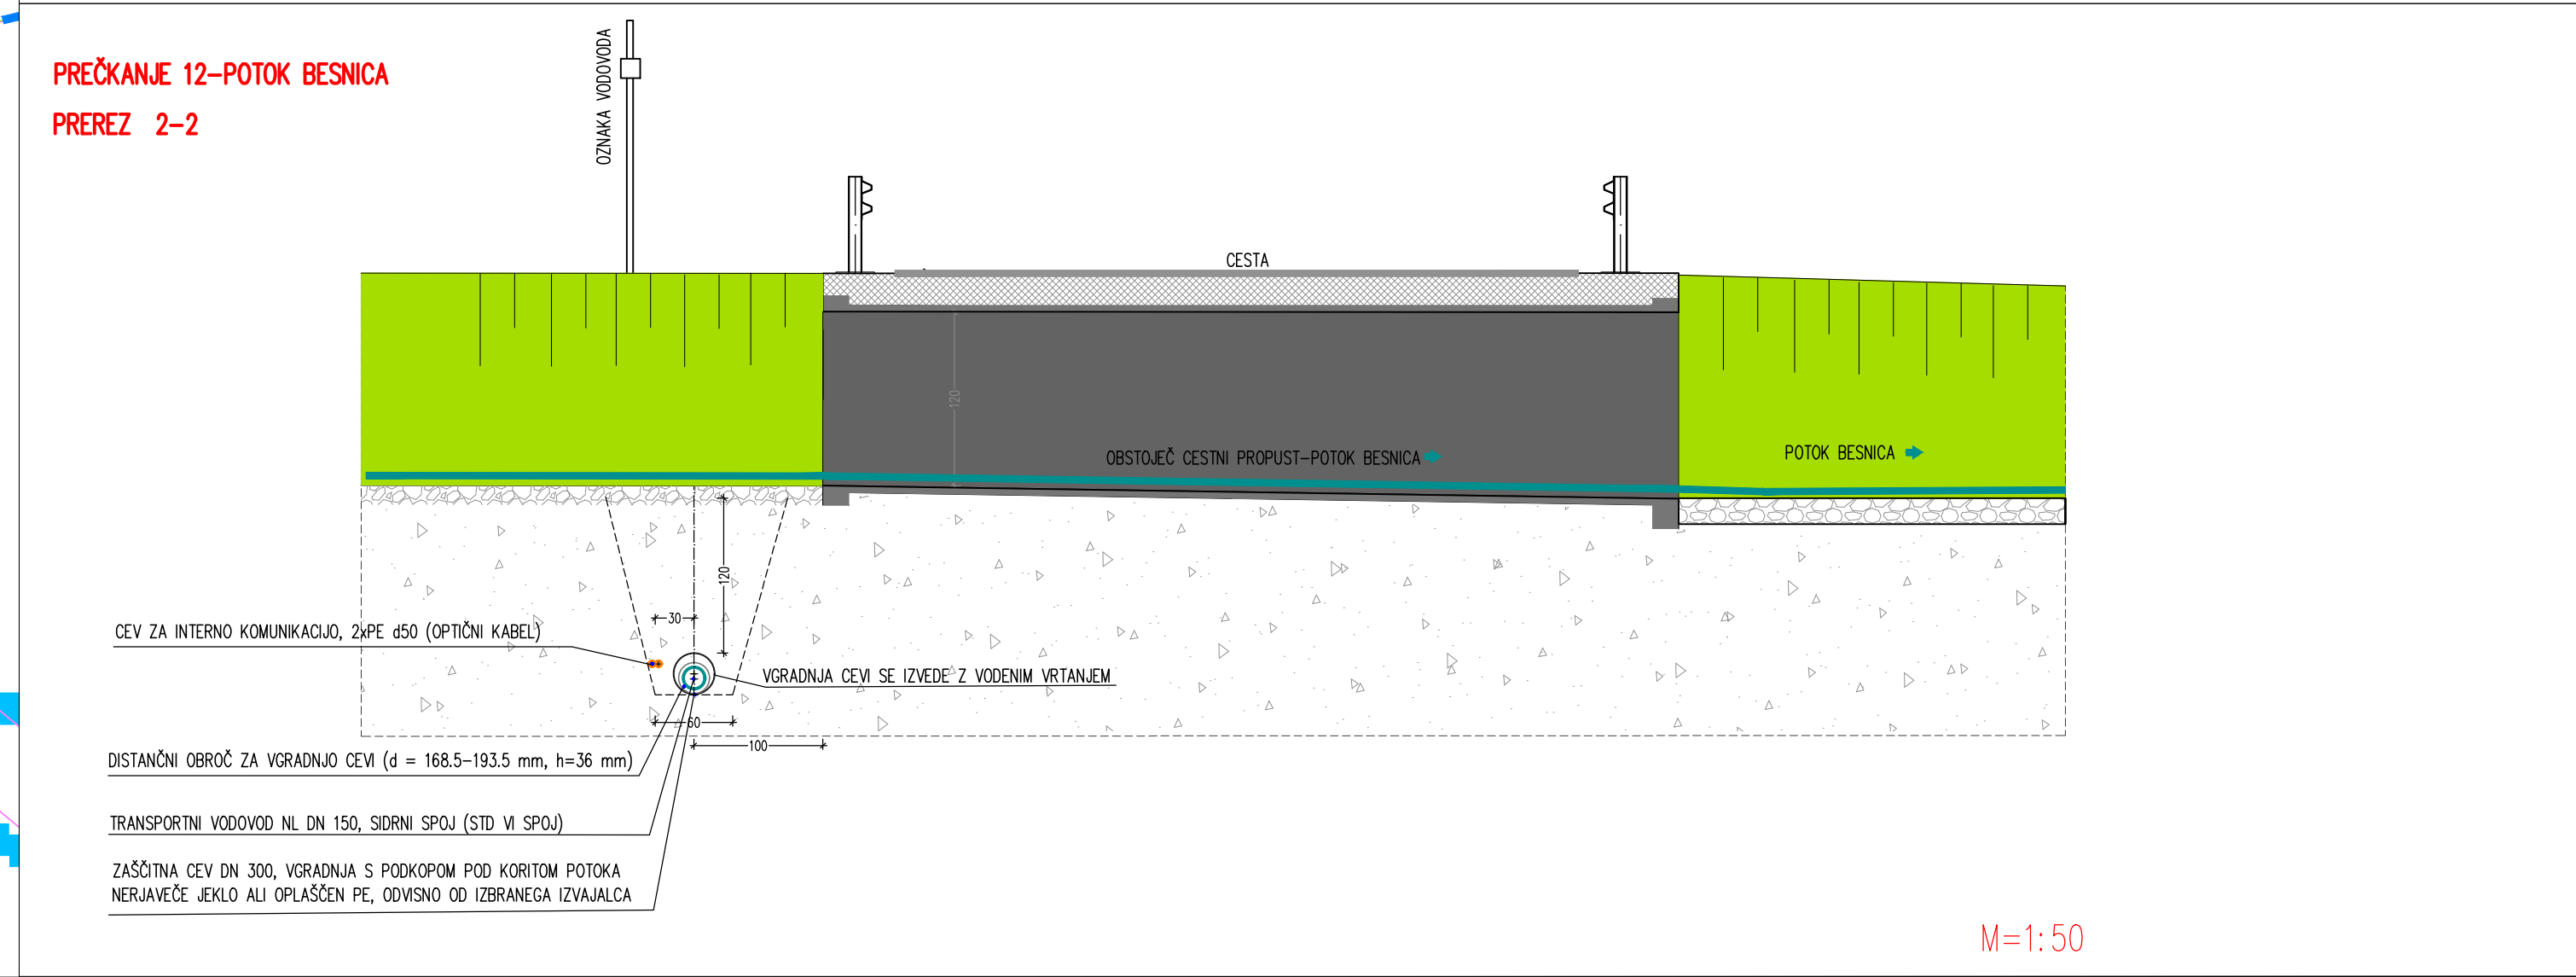 PREČKANJE 12-POTOK BESNICA
PREREZ 2-2
OZNAKA VODOVODA
CESTA
120
OBSTOJEČ CESTNI PROPUST-POTOK BESNICA
POTOK BESNICA
120
30
CEV ZA INTERNO KOMUNIKACIJO, 2xPE d50 (OPTIČNI KABEL)
VGRADNJA CEVI SE IZVEDE Z VODENIM VRTANJEM
60
100
DISTANČNI OBROČ ZA VGRADNJO CEVI (d = 168.5-193.5 mm, h=36 mm)
TRANSPORTNI VODOVOD NL DN 150, SIDRNI SPOJ (STD VI SPOJ)
ZAŠČITNA CEV DN 300, VGRADNJA S PODKOPOM POD KORITOM POTOKA
NERJAVEČE JEKLO ALI OPLAŠČEN PE, ODVISNO OD IZBRANEGA IZVAJALCA
M=1:50